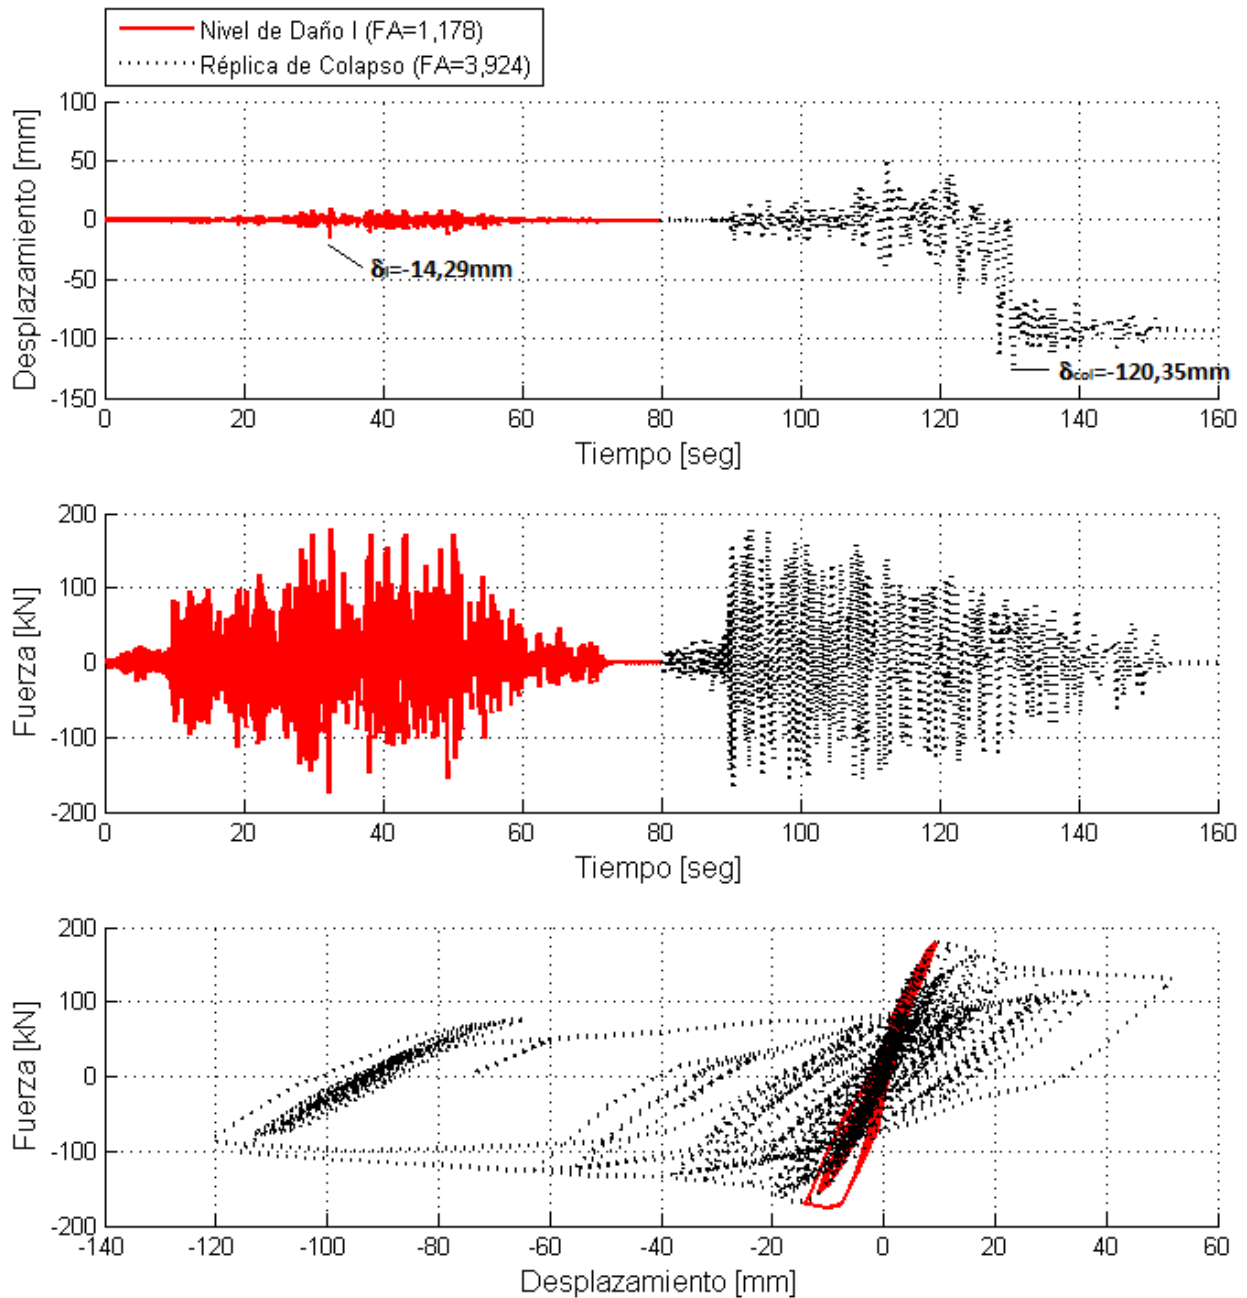 Nivel de Daño I (FA=1,178)
Réplica de Colapso (FA=3,924)
Desplazamiento [mm]
100
50
0
-50
-100
-150
δI=-14,29mm
δcol=-120,35mm
0 20 40 60 80 100 120 140 160
Tiempo [seg]
Fuerza [kN]
200
100
0
-100
-200
0 20 40 60 80 100 120 140 160
Tiempo [seg]
Fuerza [kN]
200
100
0
-100
-200
-140 -120 -100 -80 -60 -40 -20 0 20 40 60
Desplazamiento [mm]